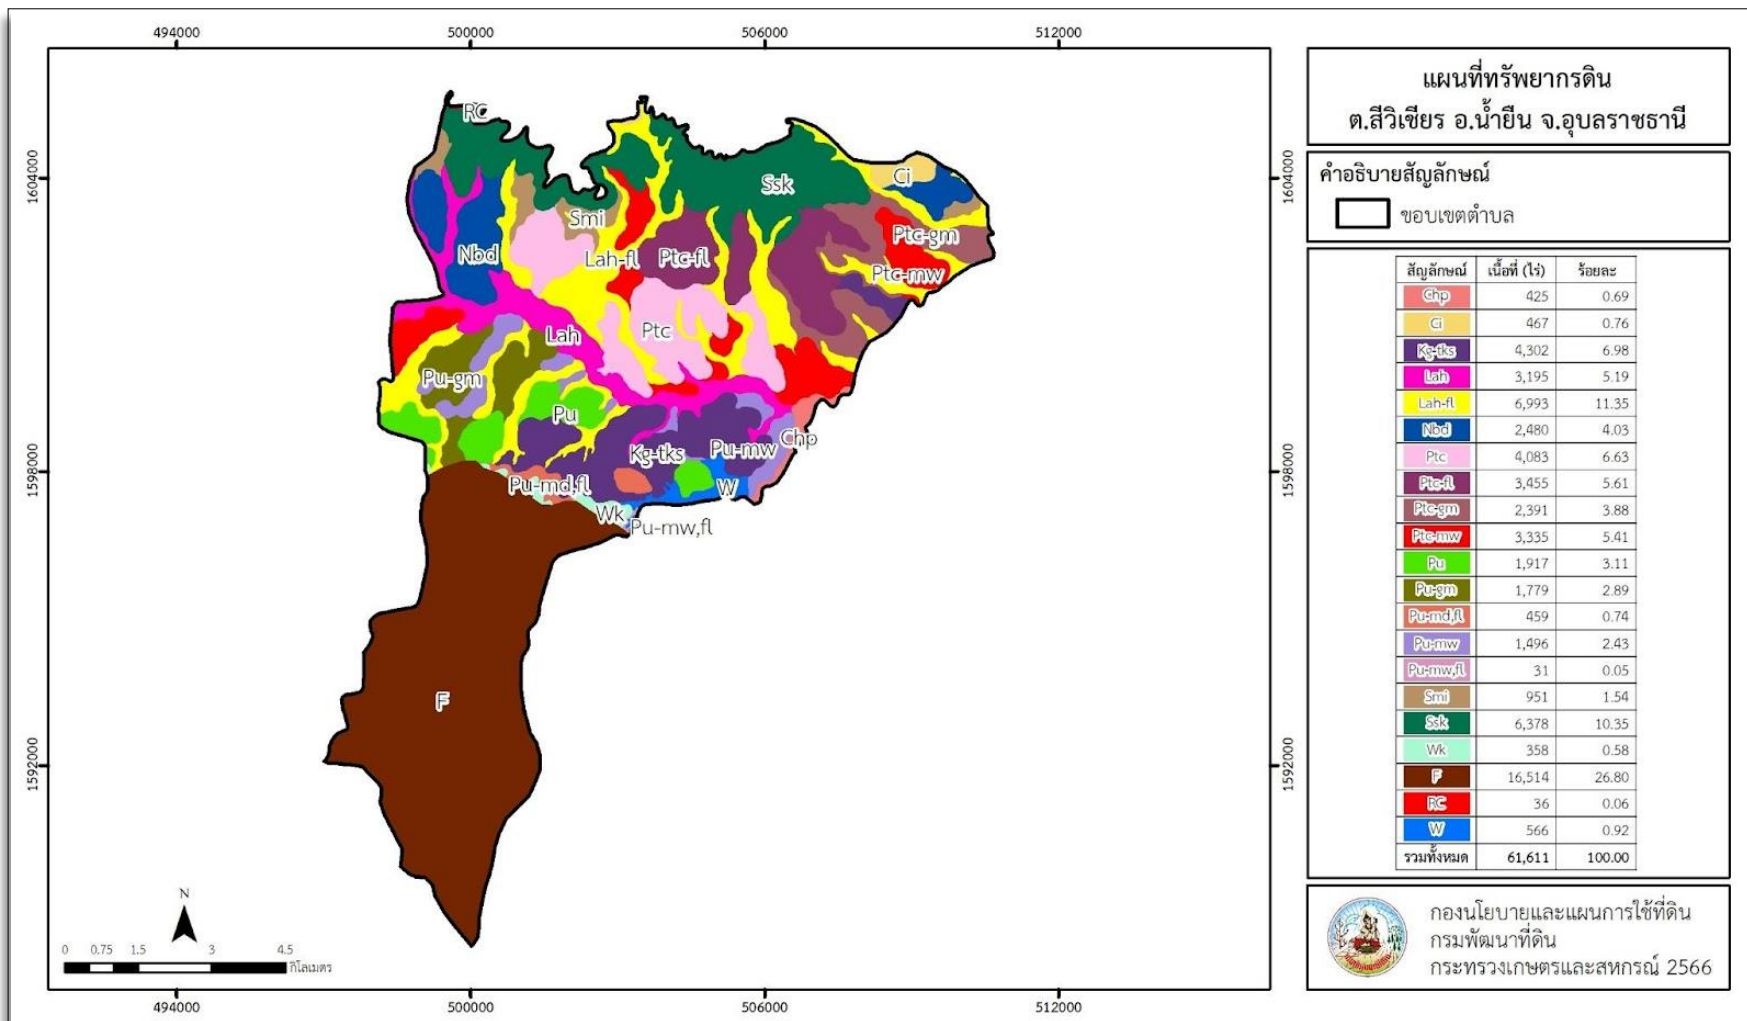 494000
500000
506000
512000
1604000
1598000
1592000
RC
Ssk
Ci
Smi
Ptc-gm
Nbd
Lah-fl
Ptc-fl
Ptc-mw
Lah
Ptc
Pu-gm
Pu
Chp
Kg-tks
Pu-mw
Pu-md,fl
W
Wk
Pu-mw,fl
F
N
0 0.75 1.5 3 4.5
กิโลเมตร
494000
500000
506000
512000
1604000
1598000
1592000
แผนที่ทรัพยากรดิน
ต.สีวิเชียร อ.น้ำยืน จ.อุบลราชธานี
คำอธิบายสัญลักษณ์
ขอบเขตตำบล
สัญลักษณ์ เนื้อที่ (ไร่) ร้อยละ
Chp 425 0.69
Ci 467 0.76
Kg-tks 4,302 6.98
Lah 3,195 5.19
Lah-fl 6,993 11.35
Nbd 2,480 4.03
Ptc 4,083 6.63
Ptc-fl 3,455 5.61
Ptc-gm 2,391 3.88
Ptc-mw 3,335 5.41
Pu 1,917 3.11
Pu-gm 1,779 2.89
Pu-md,fl 459 0.74
Pu-mw 1,496 2.43
Pu-mw,fl 31 0.05
Smi 951 1.54
Ssk 6,378 10.35
Wk 358 0.58
F 16,514 26.80
RC 36 0.06
W 566 0.92
รวมทั้งหมด 61,611 100.00
กองนโยบายและแผนการใช้ที่ดิน
กรมพัฒนาที่ดิน
กระทรวงเกษตรและสหกรณ์ 2566